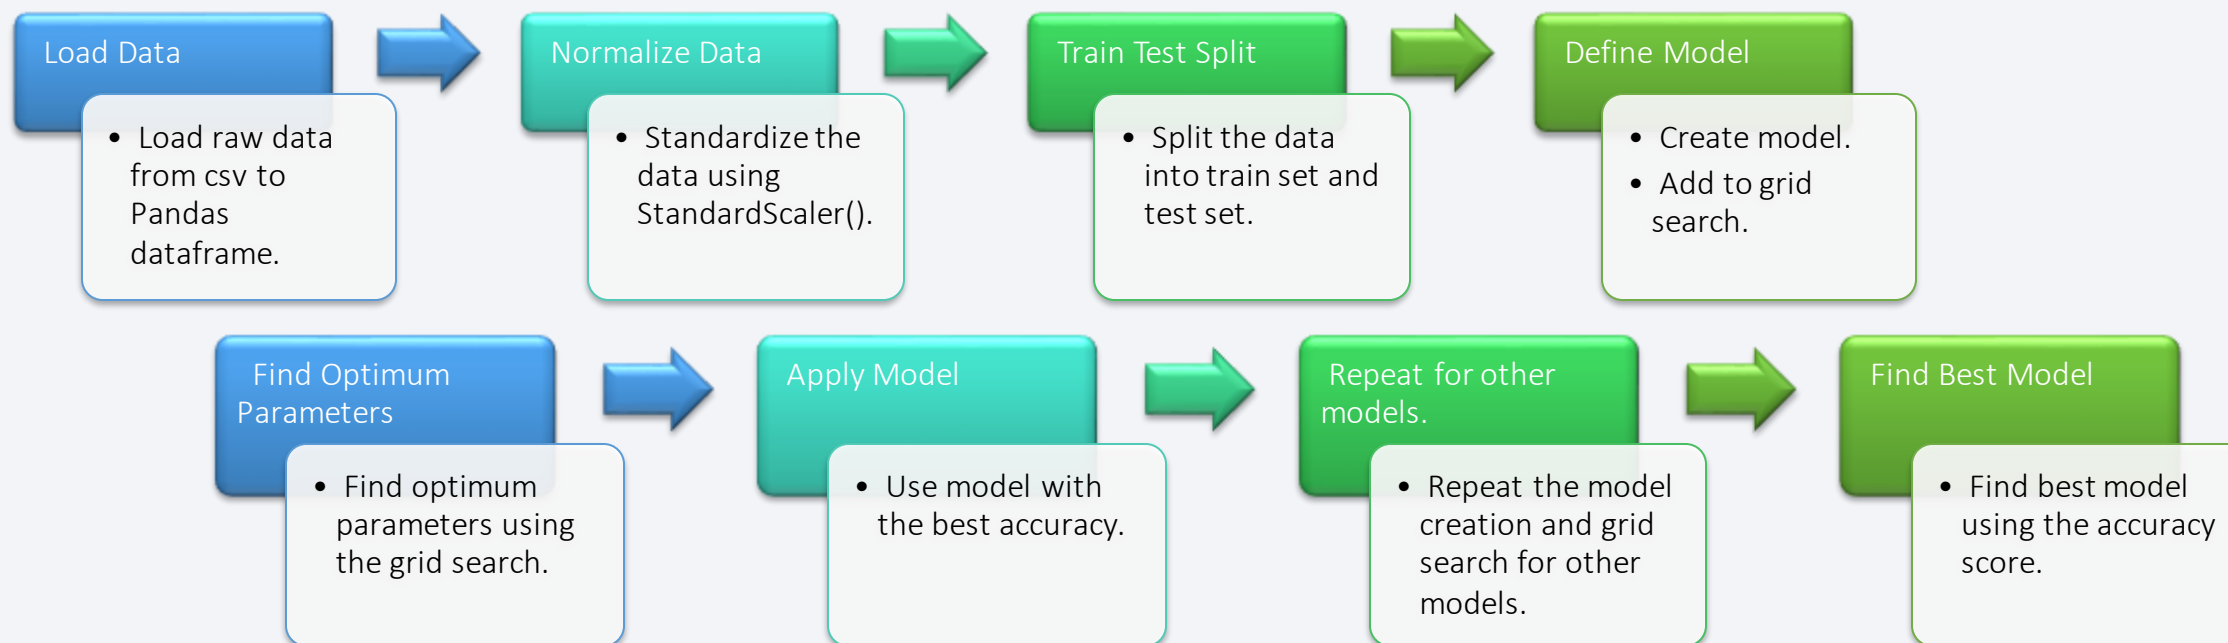 Load Data
• Load raw data
from csv to
Pandas
dataframe.
Normalize Data
• Standardize the
data using
StandardScaler().
Train Test Split
• Split the data
into train set and
test set.
Define Model
• Create model.
• Add to grid
search.
Find Optimum
Parameters
• Find optimum
parameters using
the grid search.
Apply Model
• Use model with
the best accuracy.
Repeat for other
models.
• Repeat the model
creation and grid
search for other
models.
Find Best Model
• Find best model
using the accuracy
score.